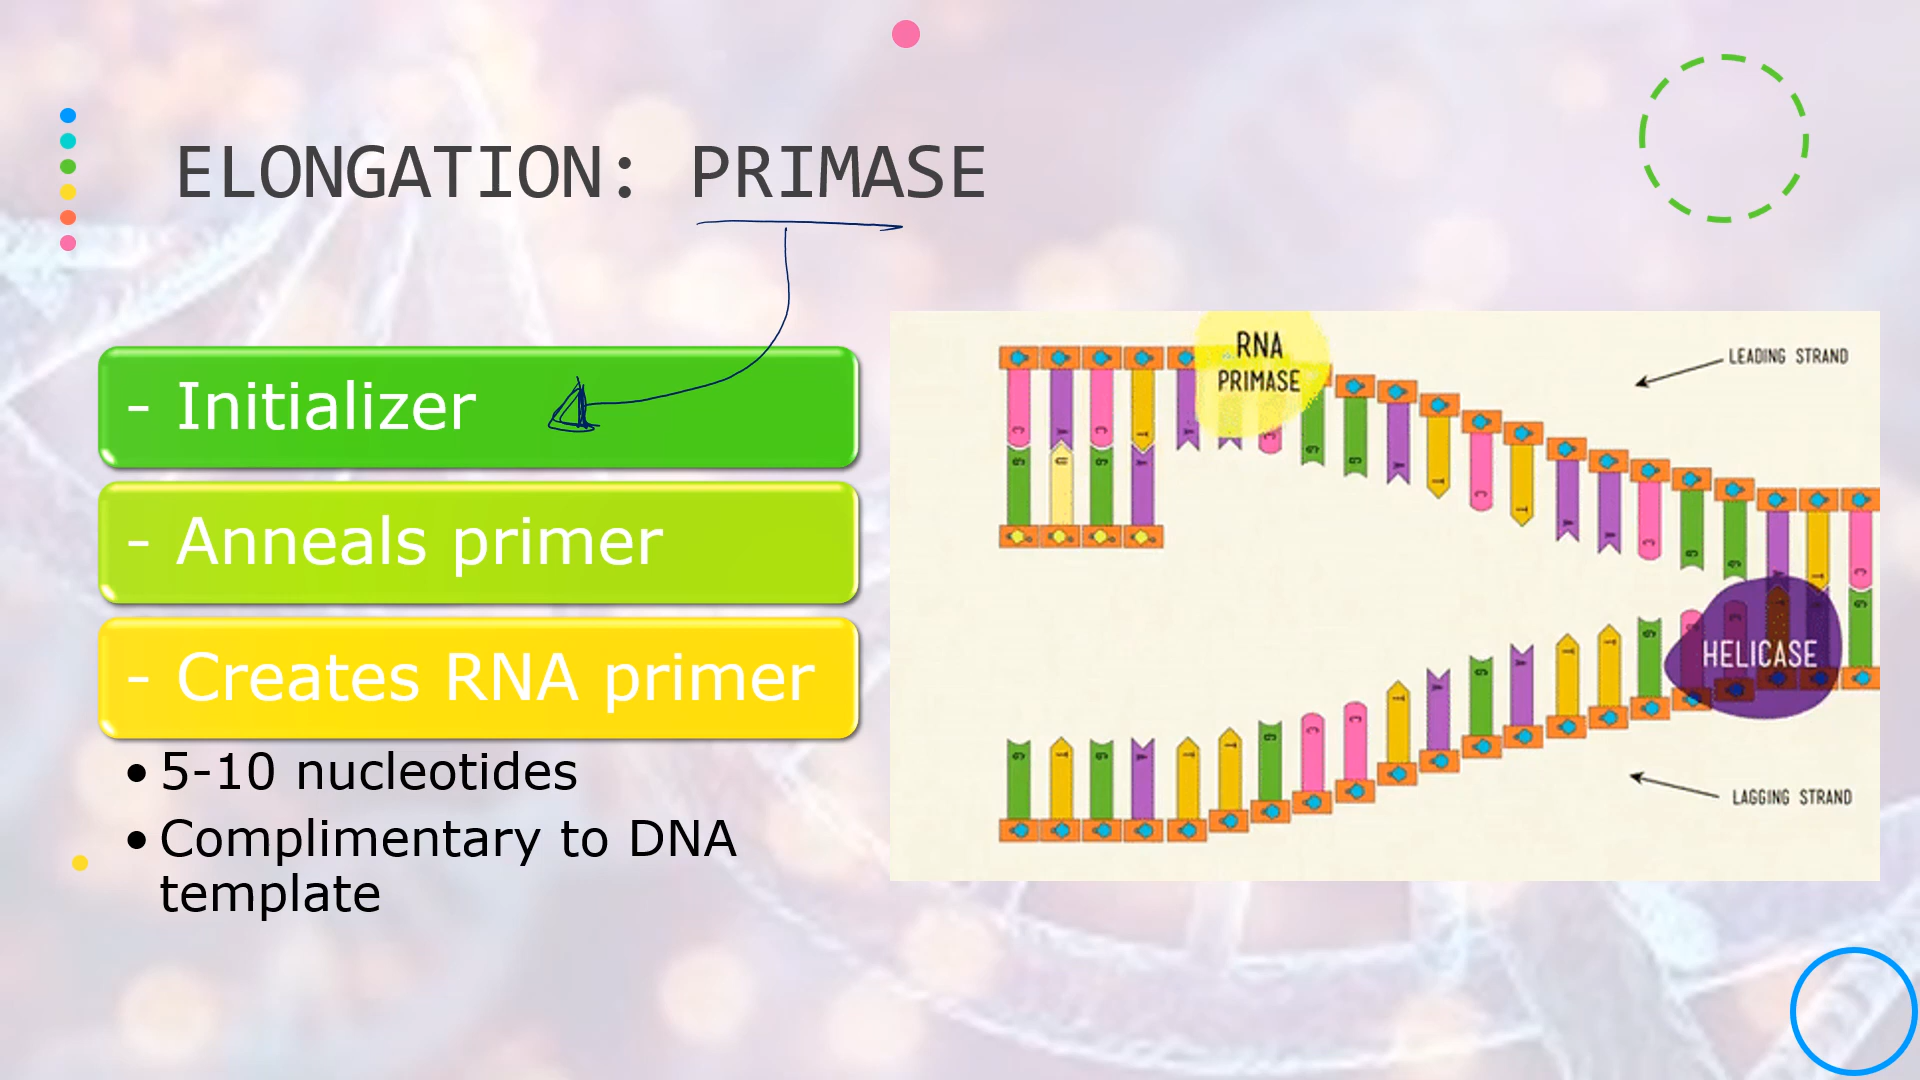 ELONGATION: PRIMASE
- Initializer
- Anneals primer
- Creates RNA primer
• 5-10 nucleotides
• Complimentary to DNA
template
RNA
PRIMASE
LEADING STRAND
C A C T A C G G A T C T A A C G G A T C
G U G A
HELICASE
G T G A T T G C C T A G A T T G C C T G
LAGGING STRAND